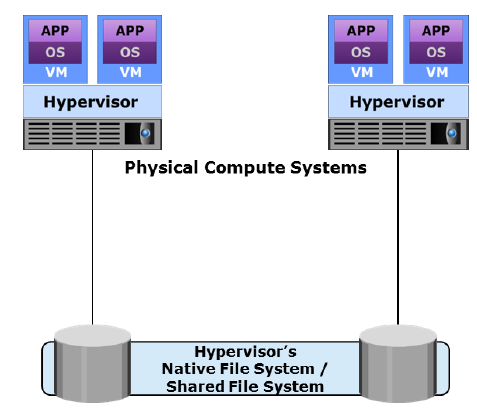 APP APP APP APP
OS OS OS OS
VM VM VM VM
Hypervisor Hypervisor
Physical Compute Systems
Hypervisor's
Native File System /
Shared File System